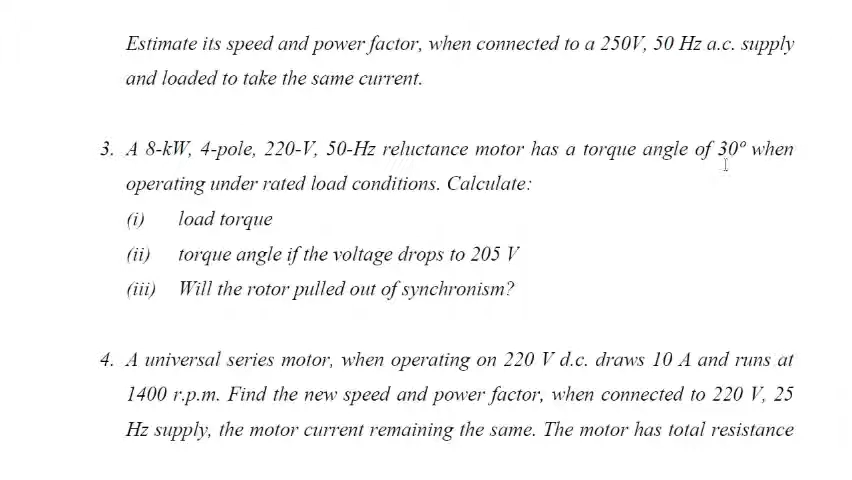 Estimate its speed and power factor, when connected to a 250V, 50 Hz a.c. supply
and loaded to take the same current.
3. A 8-kW, 4-pole, 220-V, 50-Hz reluctance motor has a torque angle of 30º when
operating under rated load conditions. Calculate:
(i) load torque
(ii) torque angle if the voltage drops to 205 V
(iii) Will the rotor pulled out of synchronism?
4. A universal series motor, when operating on 220 V d.c. draws 10 A and runs at
1400 r.p.m. Find the new speed and power factor, when connected to 220 V, 25
Hz supply, the motor current remaining the same. The motor has total resistance